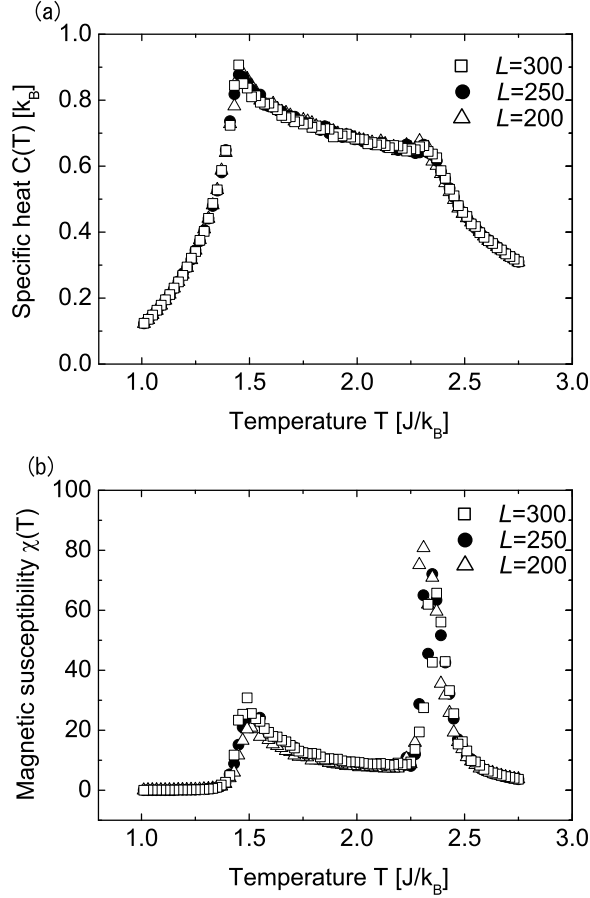 (a)
1.0
0.8
0.6
0.4
0.2
0.0
Specific heat C(T) [k_B]
L=300
L=250
L=200
1.0 1.5 2.0 2.5 3.0
Temperature T [J/k_B]
(b)
100
80
60
40
20
0
Magnetic susceptibility χ(T)
L=300
L=250
L=200
1.0 1.5 2.0 2.5 3.0
Temperature T [J/k_B]